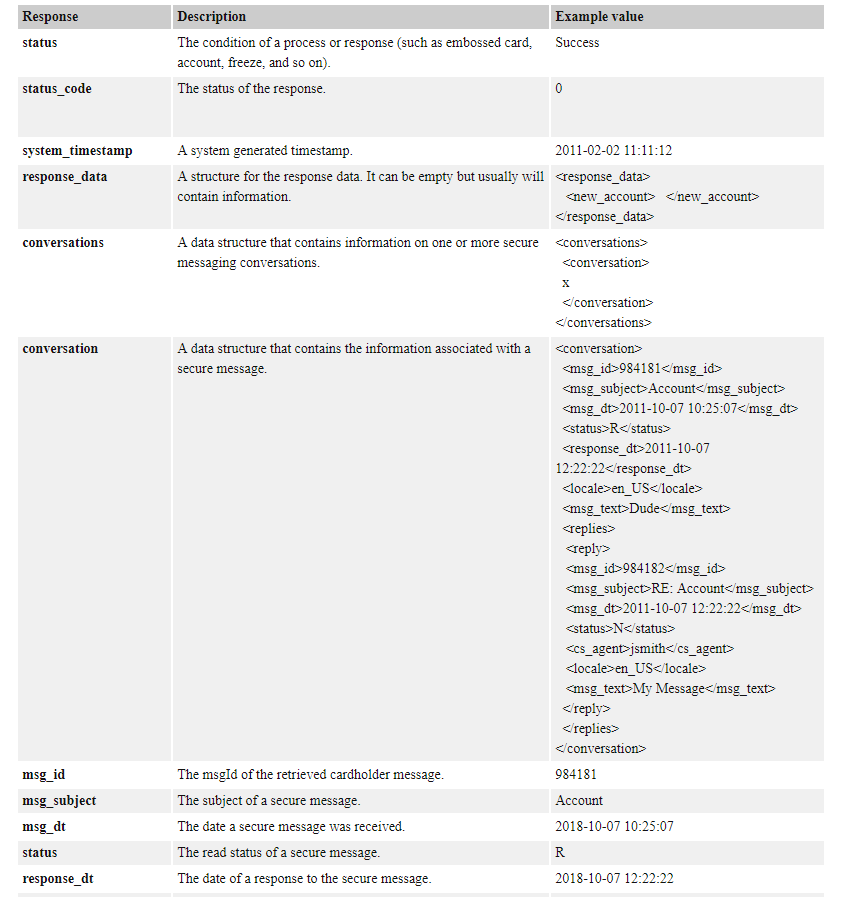 Response Description Example value
status The condition of a process or response (such as embossed card, Success
account, freeze, and so on).
status_code The status of the response. 0
system_timestamp A system generated timestamp. 2011-02-02 11:11:12
response_data A structure for the response data. It can be empty but usually will <response_data>
contain information. <new_account> </new_account>
</response_data>
conversations A data structure that contains information on one or more secure <conversations>
messaging conversations. <conversation>
x
</conversation>
</conversations>
conversation A data structure that contains the information associated with a <conversation>
secure message. <msg_id>984181</msg_id>
<msg_subject>Account</msg_subject>
<msg_dt>2011-10-07 10:25:07</msg_dt>
<status>R</status>
<response_dt>2011-10-07
12:22:22</response_dt>
<locale>en_US</locale>
<msg_text>Dude</msg_text>
<replies>
<reply>
<msg_id>984182</msg_id>
<msg_subject>RE: Account</msg_subject>
<msg_dt>2011-10-07 12:22:22</msg_dt>
<status>N</status>
<cs_agent>jsmith</cs_agent>
<locale>en_US</locale>
<msg_text>My Message</msg_text>
</reply>
</replies>
</conversation>
msg_id The msgId of the retrieved cardholder message. 984181
msg_subject The subject of a secure message. Account
msg_dt The date a secure message was received. 2018-10-07 10:25:07
status The read status of a secure message. R
response_dt The date of a response to the secure message. 2018-10-07 12:22:22